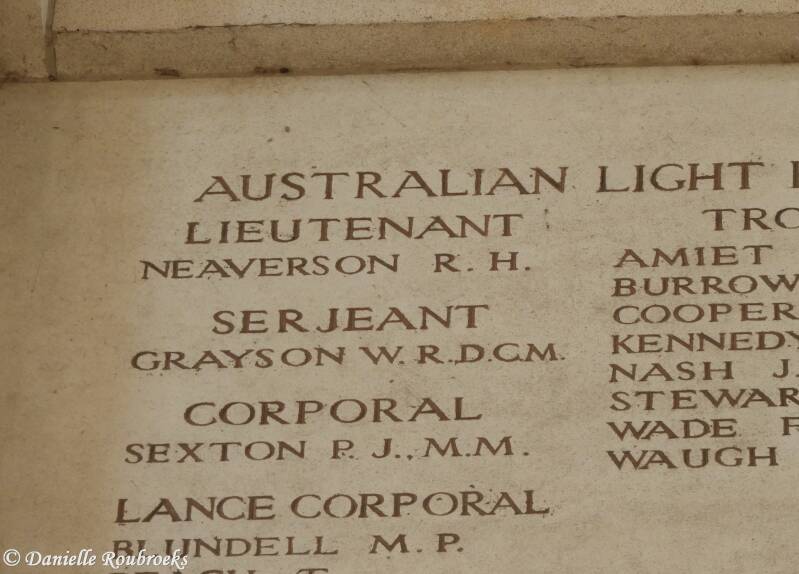 AUSTRALIAN LIGHT
LIEUTENANT
NEAVERSON R. H.
SERJEANT
GRAYSON W. R. D.C.M.
CORPORAL
SEXTON P. J., M.M.
LANCE CORPORAL
BLUNDELL M. P.
TRO
AMIET
BURROW
COOPER
KENNEDY
NASH J.
STEWAR
WADE F
WAUGH
© Danielle Roubroeks